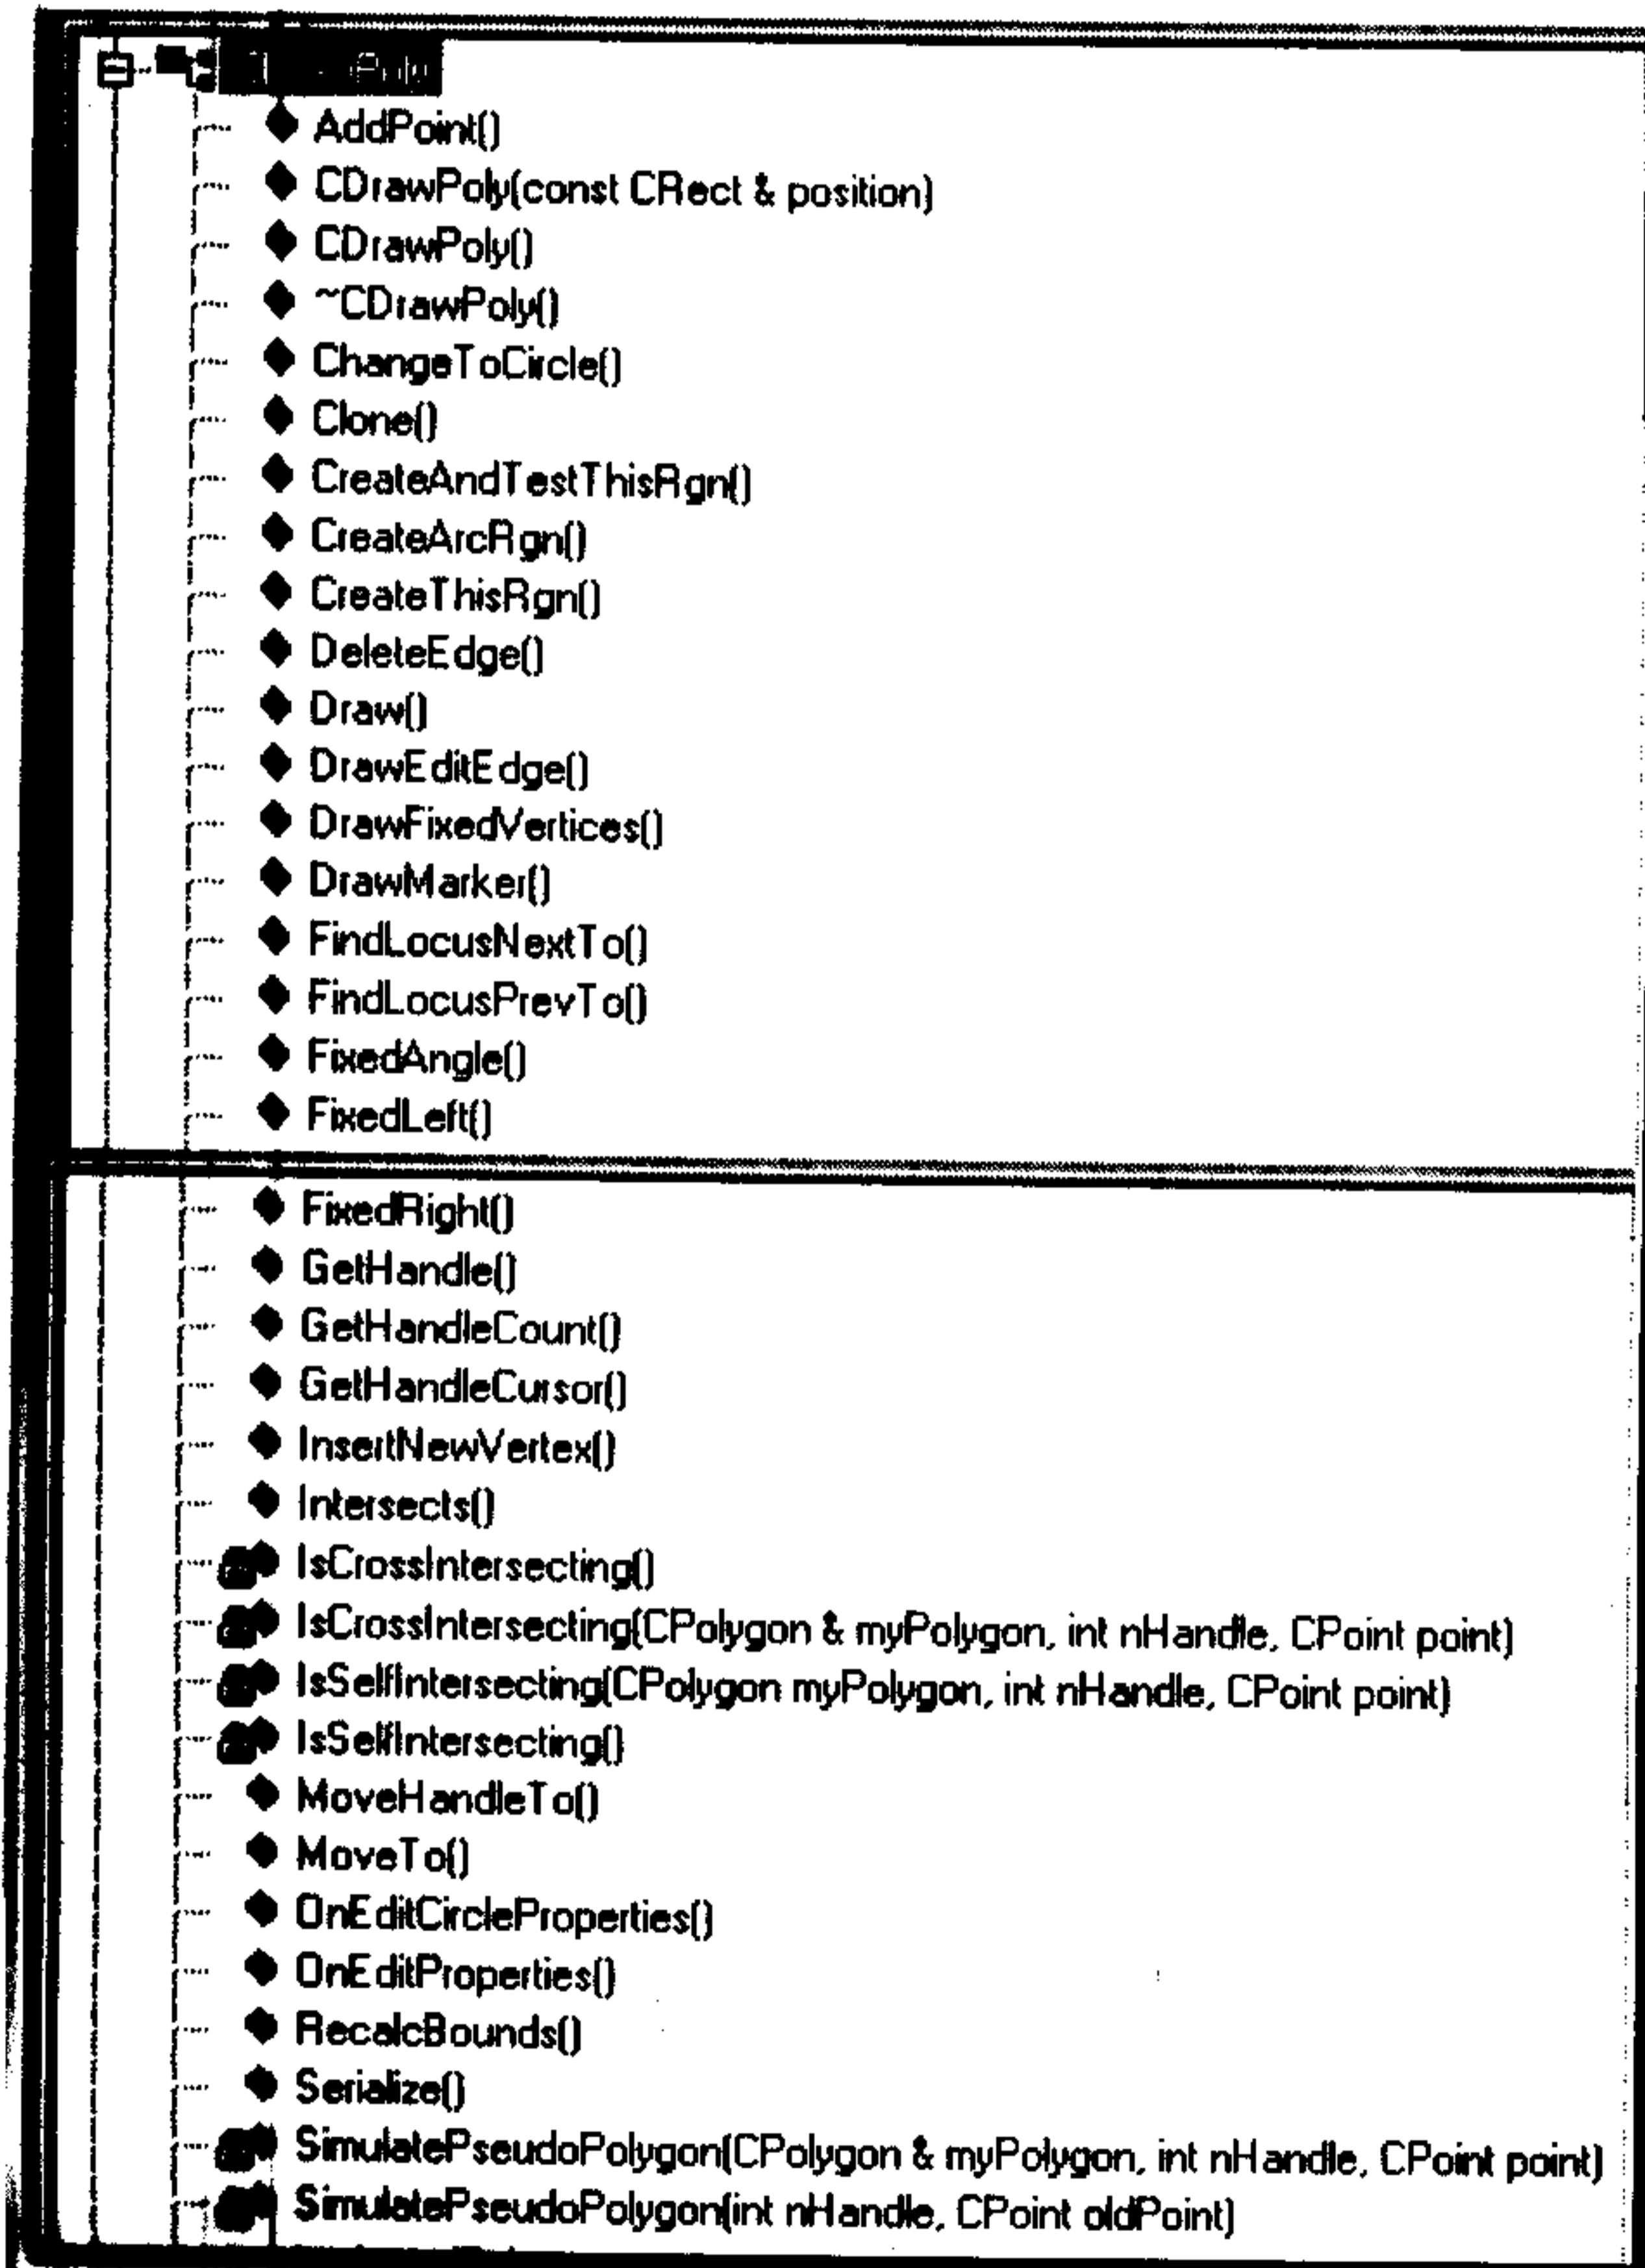 AddPoint()
CDrawPoly(const CRect & position)
CDrawPoly()
~CDrawPoly()
ChangeToCircle()
Clone()
CreateAndTestThisRgn()
CreateArcRgn()
CreateThisRgn()
DeleteEdge()
Draw()
DrawEditEdge()
DrawFixedVertices()
DrawMarker()
FindLocusNextTo()
FindLocusPrevTo()
FixedAngle()
FixedLeft()
FixedRight()
GetHandle()
GetHandleCount()
GetHandleCursor()
InsertNewVertex()
Intersects()
IsCrossIntersecting()
IsCrossIntersecting(CPolygon & myPolygon, int nHandle, CPoint point)
IsSelfIntersecting(CPolygon myPolygon, int nHandle, CPoint point)
IsSelfIntersecting()
MoveHandleTo()
MoveTo()
OnEditCircleProperties()
OnEditProperties()
RecalcBounds()
Serialize()
SimulatePseudoPolygon(CPolygon & myPolygon, int nHandle, CPoint point)
SimulatePseudoPolygon(int nHandle, CPoint oldPoint)